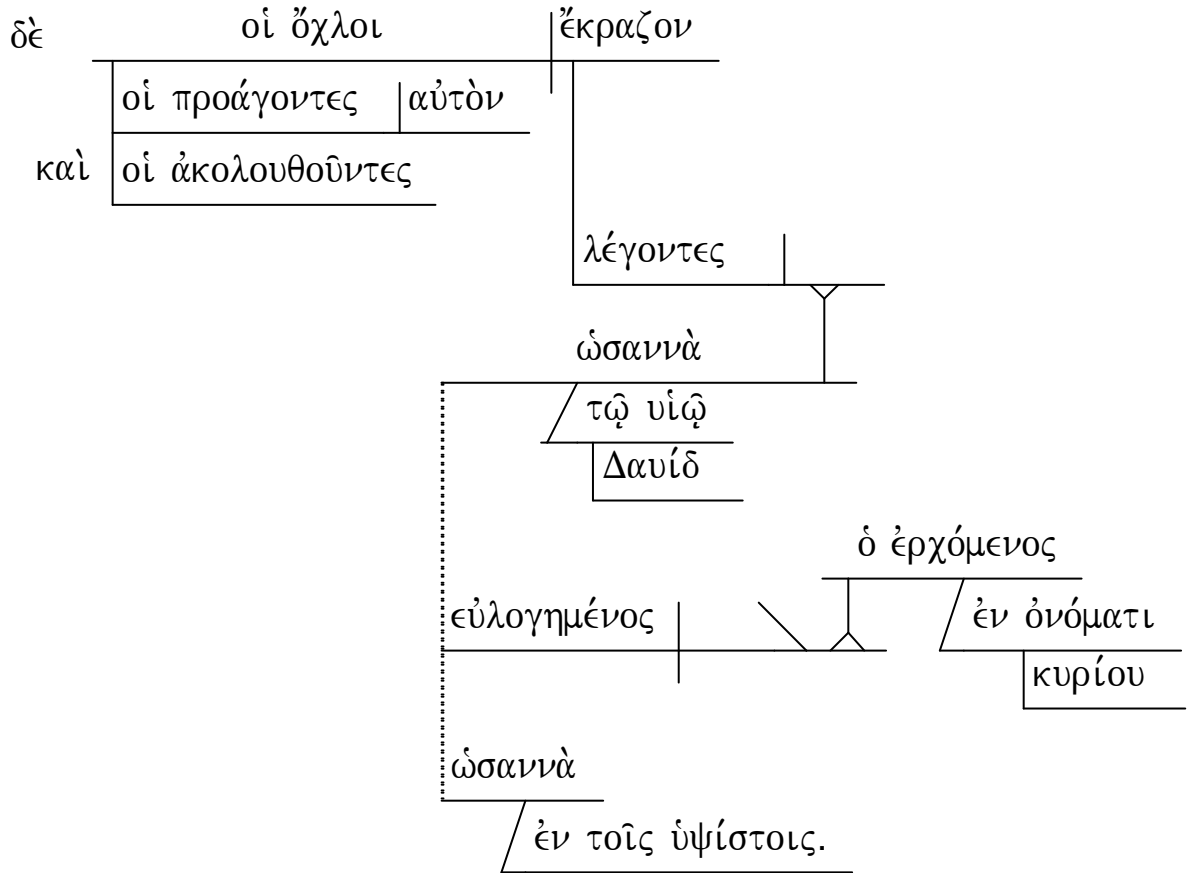 δὲ οἱ ὄχλοι ἔκραζον
οἱ προάγοντες αὐτὸν
καὶ οἱ ἀκολουθοῦντες
λέγοντες
ὡσαννὰ
τῷ υἱῷ
Δαυίδ
ὁ ἐρχόμενος
εὐλογημένος ἐν ὀνόματι
κυρίου
ὡσαννὰ
ἐν τοῖς ὑψίστοις.